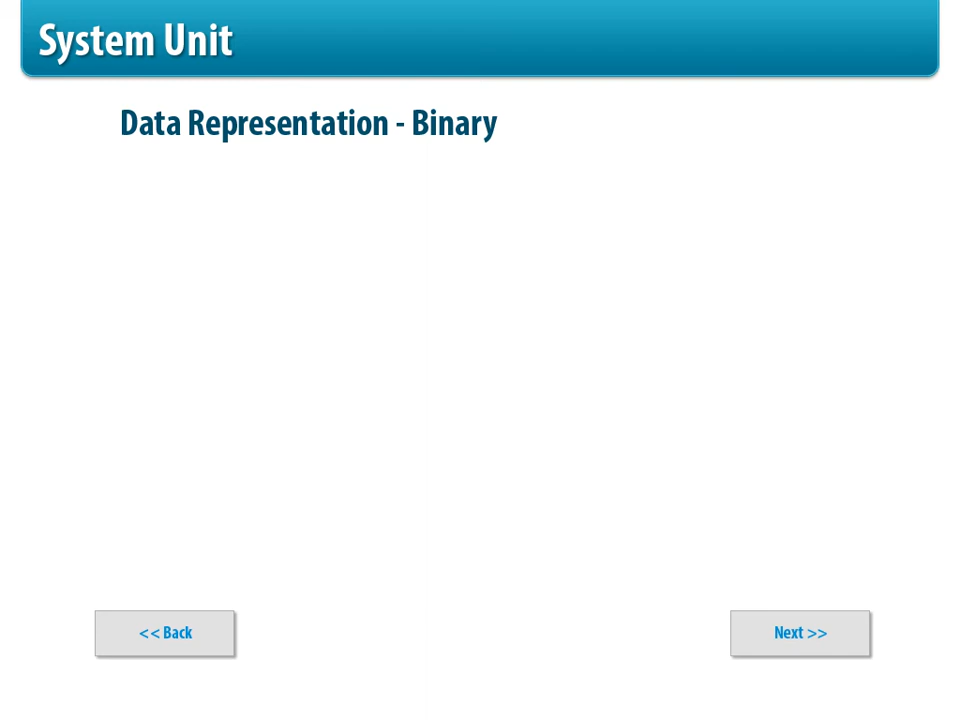 System Unit
Data Representation - Binary
<< Back
Next >>